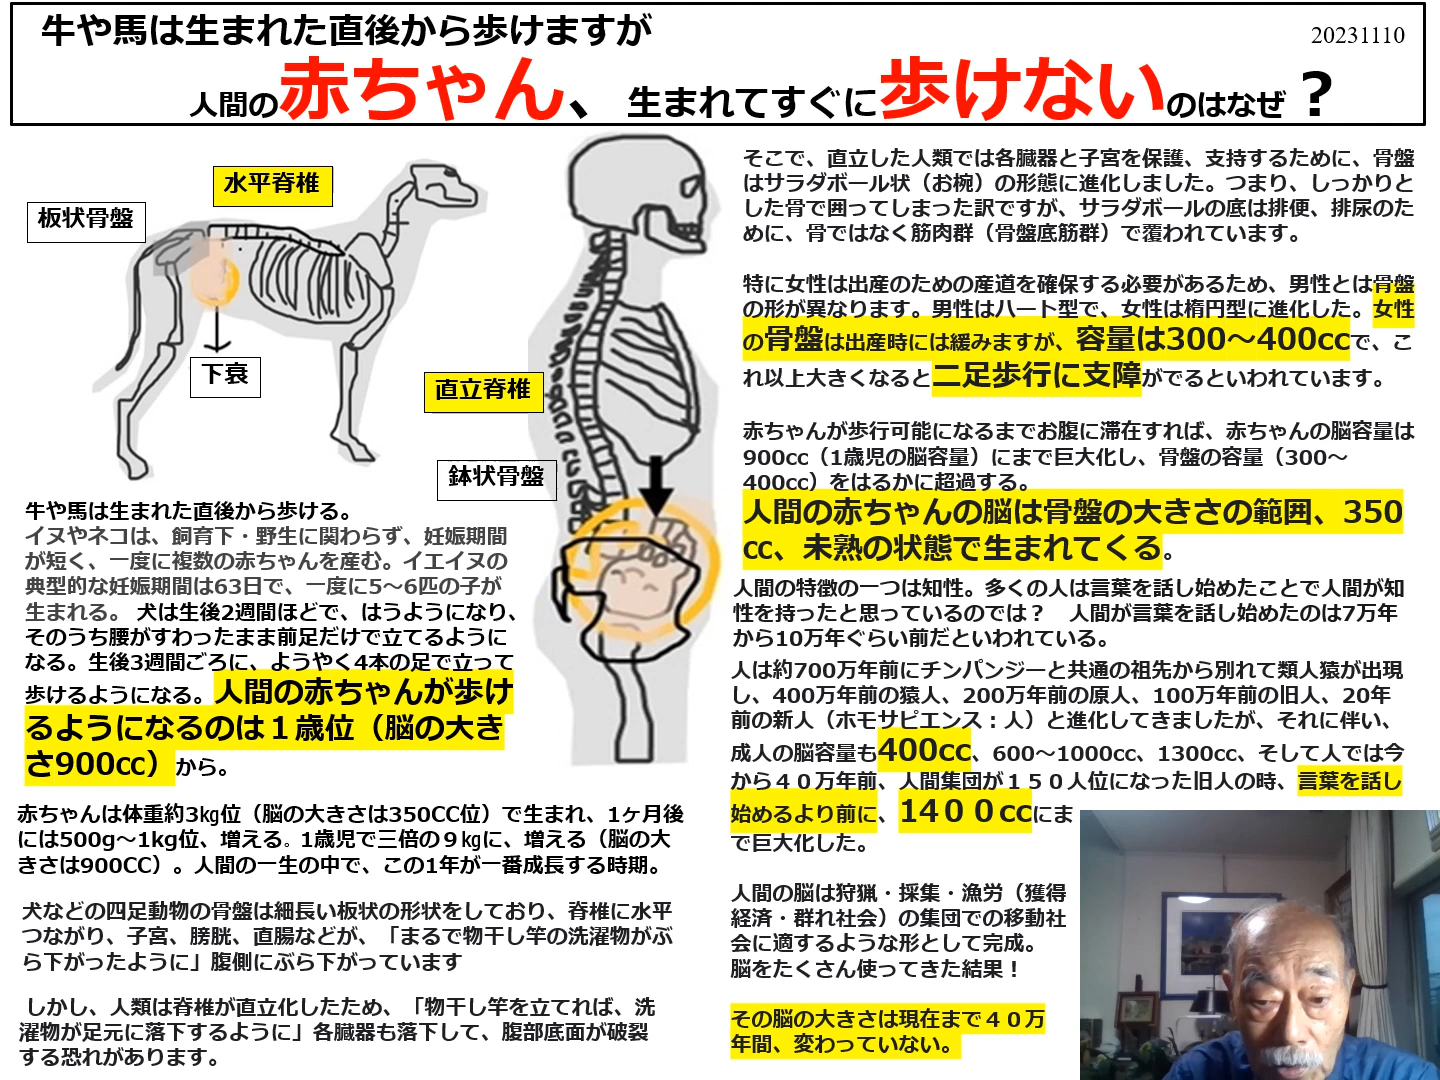 牛や馬は生まれた直後から歩けますが
20231110
人間の赤ちゃん、生まれてすぐに歩けないのはなぜ？
水平脊椎
板状骨盤
下衰
直立脊椎
鉢状骨盤
牛や馬は生まれた直後から歩ける。
イヌやネコは、飼育下・野生に関わらず、妊娠期間
が短く、一度に複数の赤ちゃんを産む。イエイヌの
典型的な妊娠期間は63日で、一度に5～6匹の子が
生まれる。 犬は生後2週間ほどで、はうようになり、
そのうち腰がすわったまま前足だけで立てるように
なる。生後3週間ごろに、ようやく4本の足で立って
歩けるようになる。人間の赤ちゃんが歩け
るようになるのは１歳位（脳の大き
さ900cc）から。
赤ちゃんは体重約3㎏位（脳の大きさは350CC位）で生まれ、1ヶ月後
には500g～1kg位、増える。1歳児で三倍の９㎏に、増える（脳の大
きさは900CC）。人間の一生の中で、この1年が一番成長する時期。
犬などの四足動物の骨盤は細長い板状の形状をしており、脊椎に水平
つながり、子宮、膀胱、直腸などが、「まるで物干し竿の洗濯物がぶ
ら下がったように」腹側にぶら下がっています
しかし、人類は脊椎が直立化したため、「物干し竿を立てれば、洗
濯物が足元に落下するように」各臓器も落下して、腹部底面が破裂
する恐れがあります。
そこで、直立した人類では各臓器と子宮を保護、支持するために、骨盤
はサラダボール状（お椀）の形態に進化しました。つまり、しっかりと
した骨で囲ってしまった訳ですが、サラダボールの底は排便、排尿のた
めに、骨ではなく筋肉群（骨盤底筋群）で覆われています。
特に女性は出産のための産道を確保する必要があるため、男性とは骨盤
の形が異なります。男性はハート型で、女性は楕円型に進化した。女性
の骨盤は出産時には緩みますが、容量は300～400ccで、こ
れ以上大きくなると二足歩行に支障がでるといわれています。
赤ちゃんが歩行可能になるまでお腹に滞在すれば、赤ちゃんの脳容量は
900cc（1歳児の脳容量）にまで巨大化し、骨盤の容量（300～
400cc）をはるかに超過する。
人間の赤ちゃんの脳は骨盤の大きさの範囲、350
cc、未熟の状態で生まれてくる。
人間の特徴の一つは知性。多くの人は言葉を話し始めたことで人間が知
性を持ったと思っているのでは？　人間が言葉を話し始めたのは7万年
から10万年ぐらい前だといわれている。
人は約700万年前にチンパンジーと共通の祖先から別れて類人猿が出現
し、400万年前の猿人、200万年前の原人、100万年前の旧人、20年
前の新人（ホモサピエンス：人）と進化してきましたが、それに伴い、
成人の脳容量も400cc、600～1000cc、1300cc、そして人では今
から４０万年前、人間集団が１５０人位になった旧人の時、言葉を話し
始めるより前に、1４００ccにま
で巨大化した。
人間の脳は狩猟・採集・漁労（獲得
経済・群れ社会）の集団での移動社
会に適するような形として完成。
脳をたくさん使ってきた結果！
その脳の大きさは現在まで４０万
年間、変わっていない。